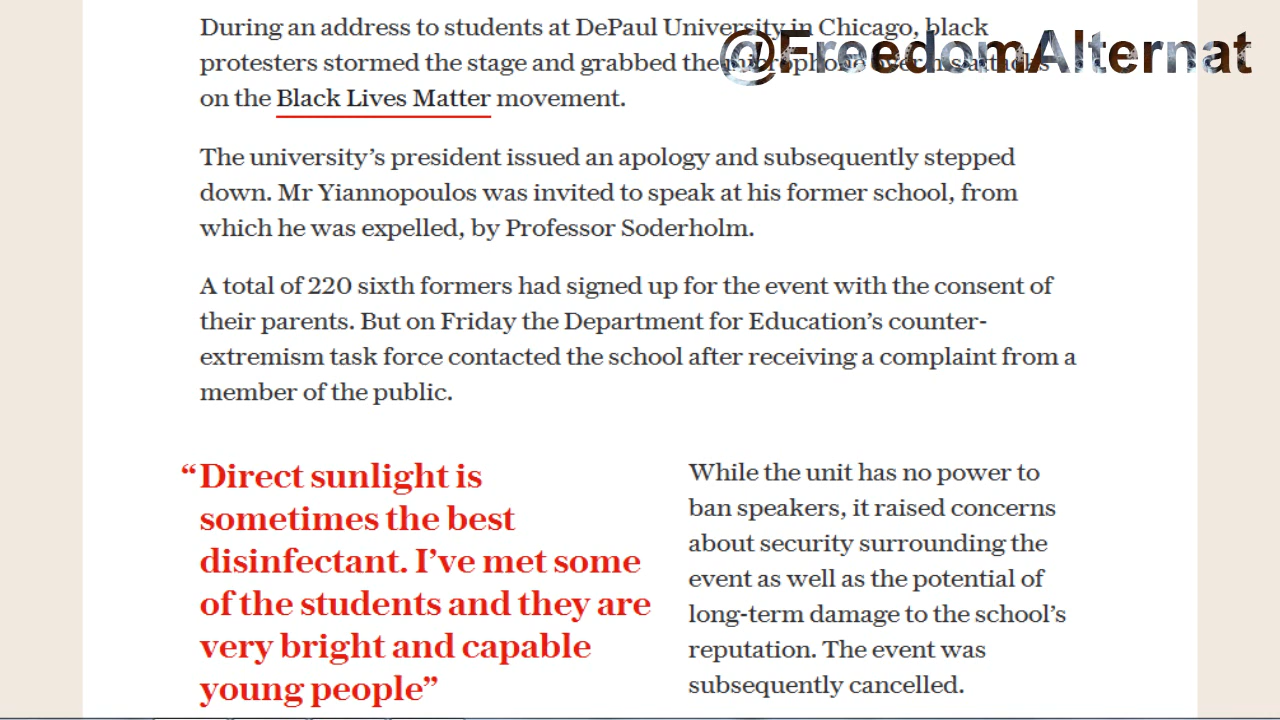 During an address to students at DePaul University in Chicago, black
@FreedomAlternat
protesters stormed the stage and grabbed the microphone over his attacks
on the Black Lives Matter movement.
The university’s president issued an apology and subsequently stepped
down. Mr Yiannopoulos was invited to speak at his former school, from
which he was expelled, by Professor Soderholm.
A total of 220 sixth formers had signed up for the event with the consent of
their parents. But on Friday the Department for Education’s counter-
extremism task force contacted the school after receiving a complaint from a
member of the public.
“Direct sunlight is
sometimes the best
disinfectant. I’ve met some
of the students and they are
very bright and capable
young people”
While the unit has no power to
ban speakers, it raised concerns
about security surrounding the
event as well as the potential of
long-term damage to the school’s
reputation. The event was
subsequently cancelled.